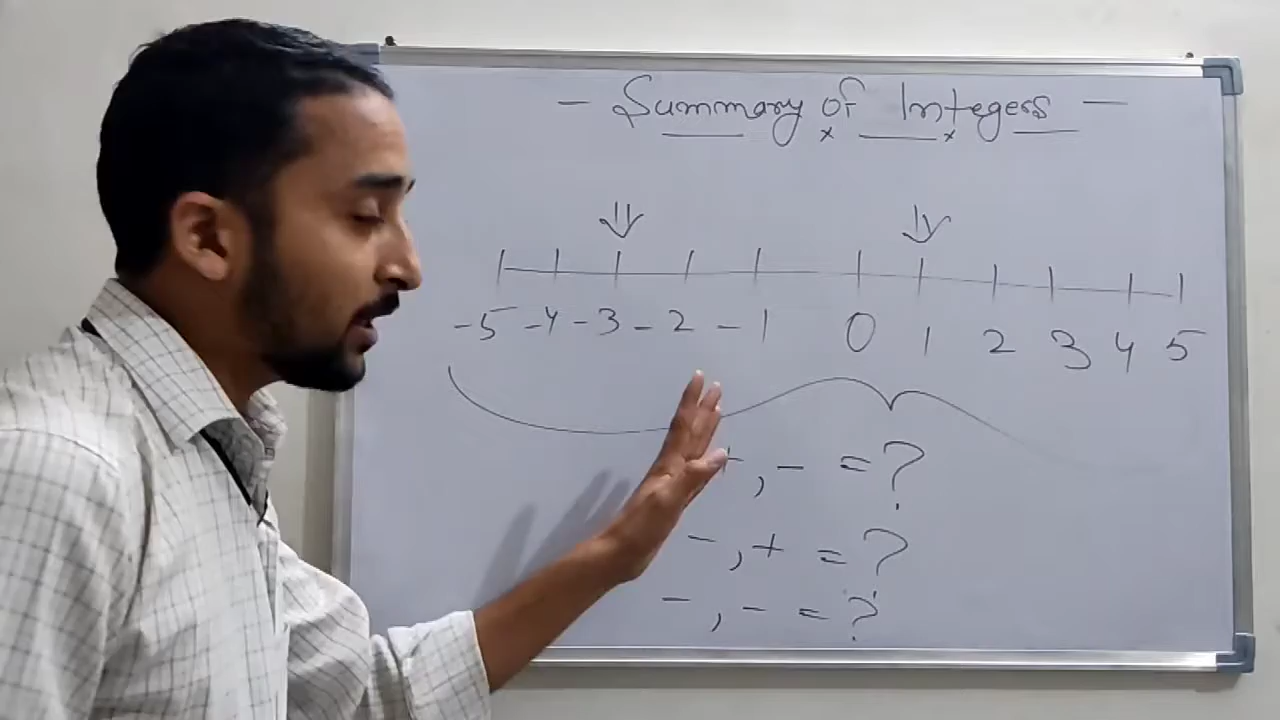 - Summary of Integers -
-5 -4 -3 -2 -1 0 1 2 3 4 5
+, - = ?
-, + = ?
-, - = ?